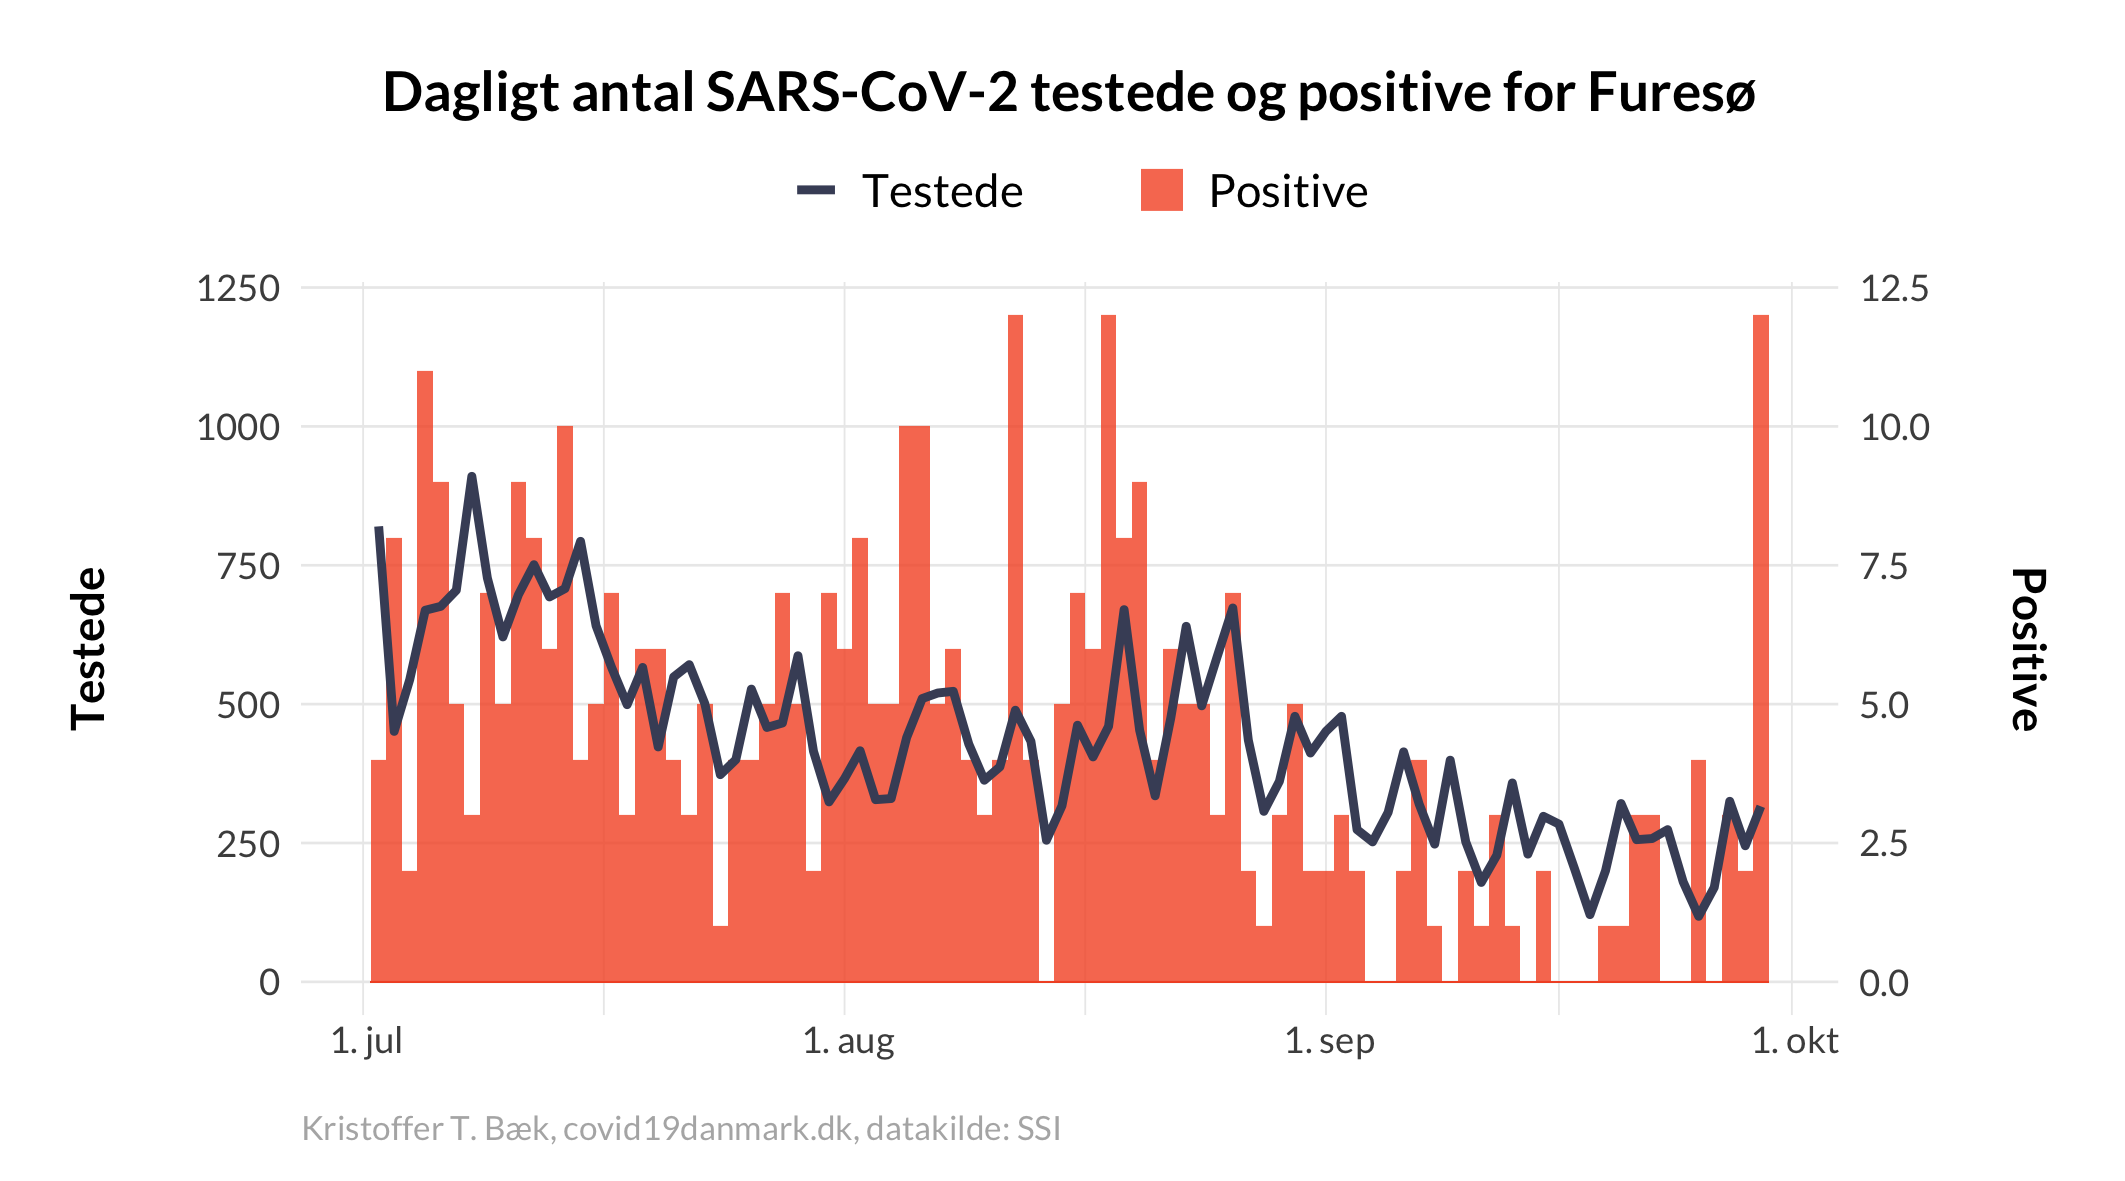 Dagligt antal SARS-CoV-2 testede og positive for Furesø
Testede Positive
1250 12.5
1000 10.0
750 7.5
500 5.0
250 2.5
0 0.0
Testede
Positive
1. jul 1. aug 1. sep 1. okt
Kristoffer T. Bæk, covid19danmark.dk, datakilde: SSI